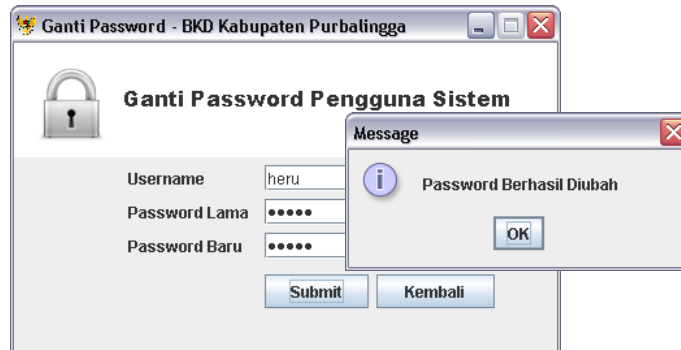 Ganti Password - BKD Kabupaten Purbalingga
Ganti Password Pengguna Sistem
Message
Password Berhasil Diubah
OK
Username heru
Password Lama •••••
Password Baru •••••
Submit Kembali